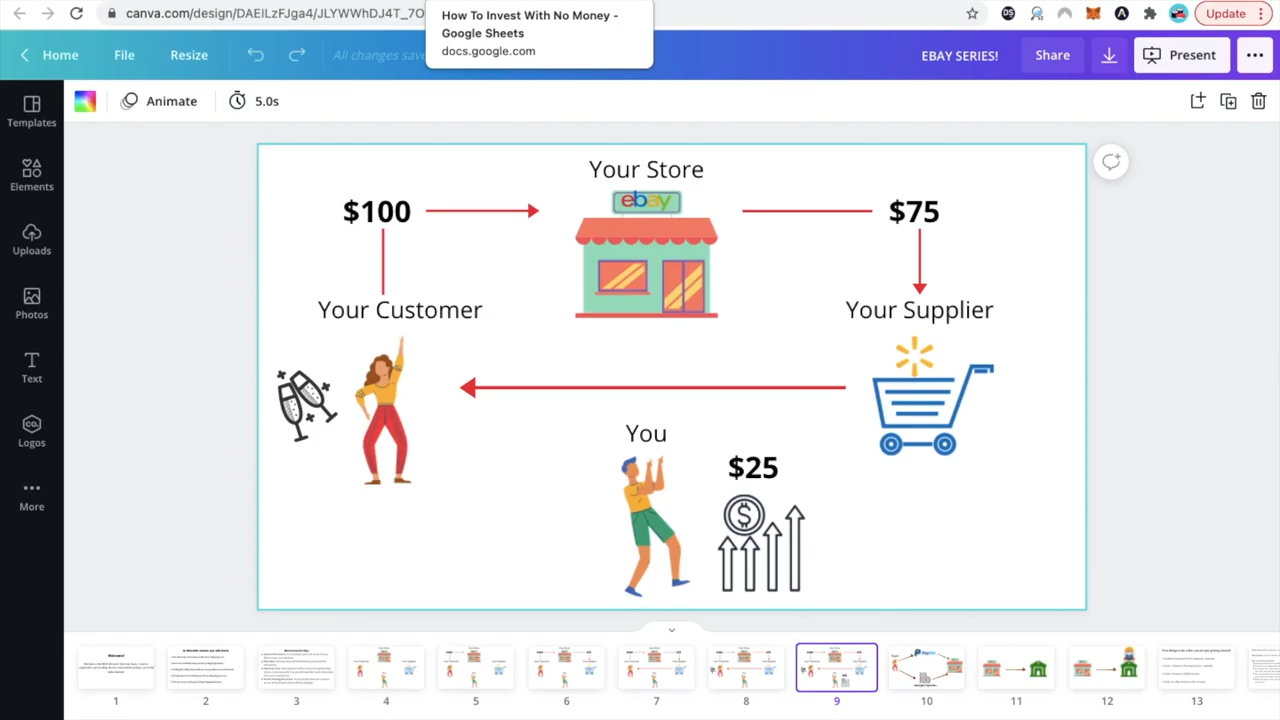 canva.com/design/DAEILzFJga4/JLYWWhDJ4T_7O
How To Invest With No Money -
Google Sheets
docs.google.com
Update
Home
File
Resize
All changes save
EBAY SERIES!
Share
Present
Animate
5.0s
Templates
Elements
Uploads
Photos
Text
Logos
More
Your Store
ebay
$100
$75
Your Customer
Your Supplier
You
$25
1
2
3
4
5
6
7
8
9
10
11
12
13